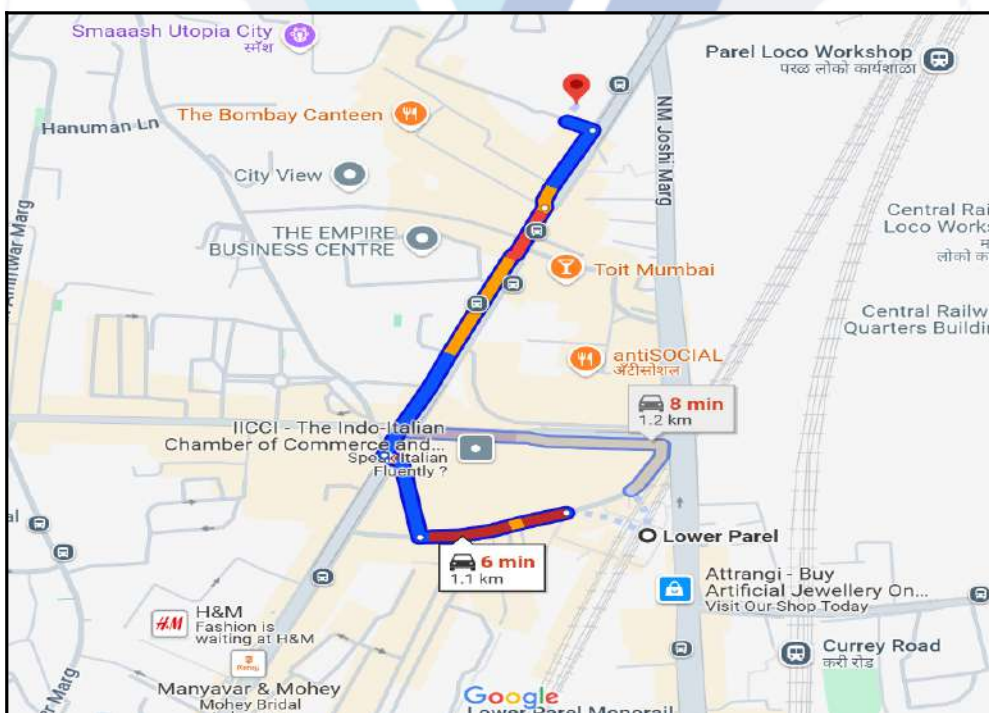 Smaaash Utopia City
स्मॅश
Parel Loco Workshop
परळ लोको कार्यशाळा
The Bombay Canteen
Hanuman Ln
NM Joshi Marg
City View
Central Rai
Loco Works
लोको क
THE EMPIRE
BUSINESS CENTRE
Toit Mumbai
Central Railw
Quarters Buildin
antiSOCIAL
अँटीसोशल
8 min
1.2 km
IICCI - The Indo-Italian
Chamber of Commerce and...
Speak Italian
Fluently ?
Lower Parel
6 min
1.1 km
Attrangi - Buy
Artificial Jewellery On...
Visit Our Shop Today
H&M
H&M
Fashion is
waiting at H&M
Currey Road
करी रोड
Manyavar & Mohey
Mohey Bridal
Google
Lower Parel Monorail